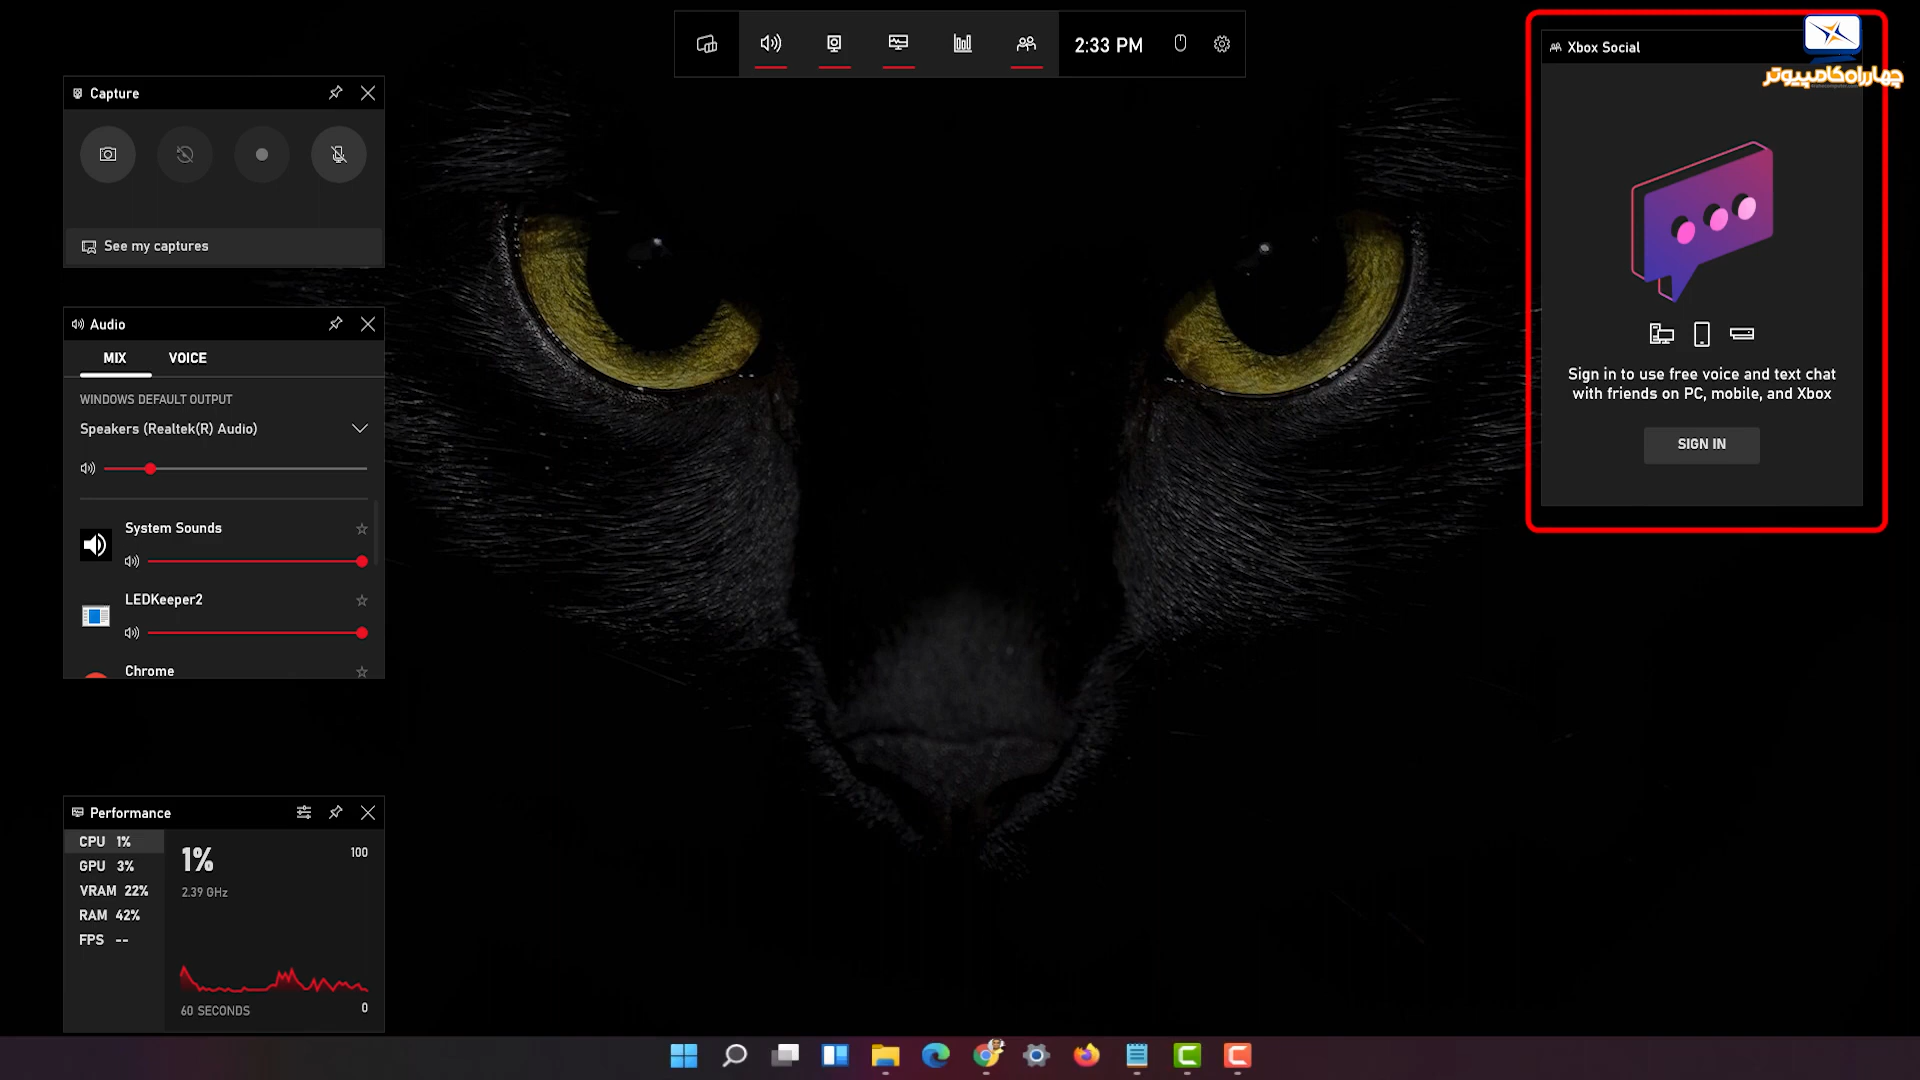 2:33 PM
Xbox Social
چهارراه کامپیوتر
Sign in to use free voice and text chat
with friends on PC, mobile, and Xbox
SIGN IN
Capture
See my captures
Audio
MIX VOICE
WINDOWS DEFAULT OUTPUT
Speakers (Realtek(R) Audio)
System Sounds
LEDKeeper2
Chrome
Performance
CPU 1%
GPU 3%
VRAM 22%
RAM 42%
FPS --
1% 100
2.39 GHz
60 SECONDS 0